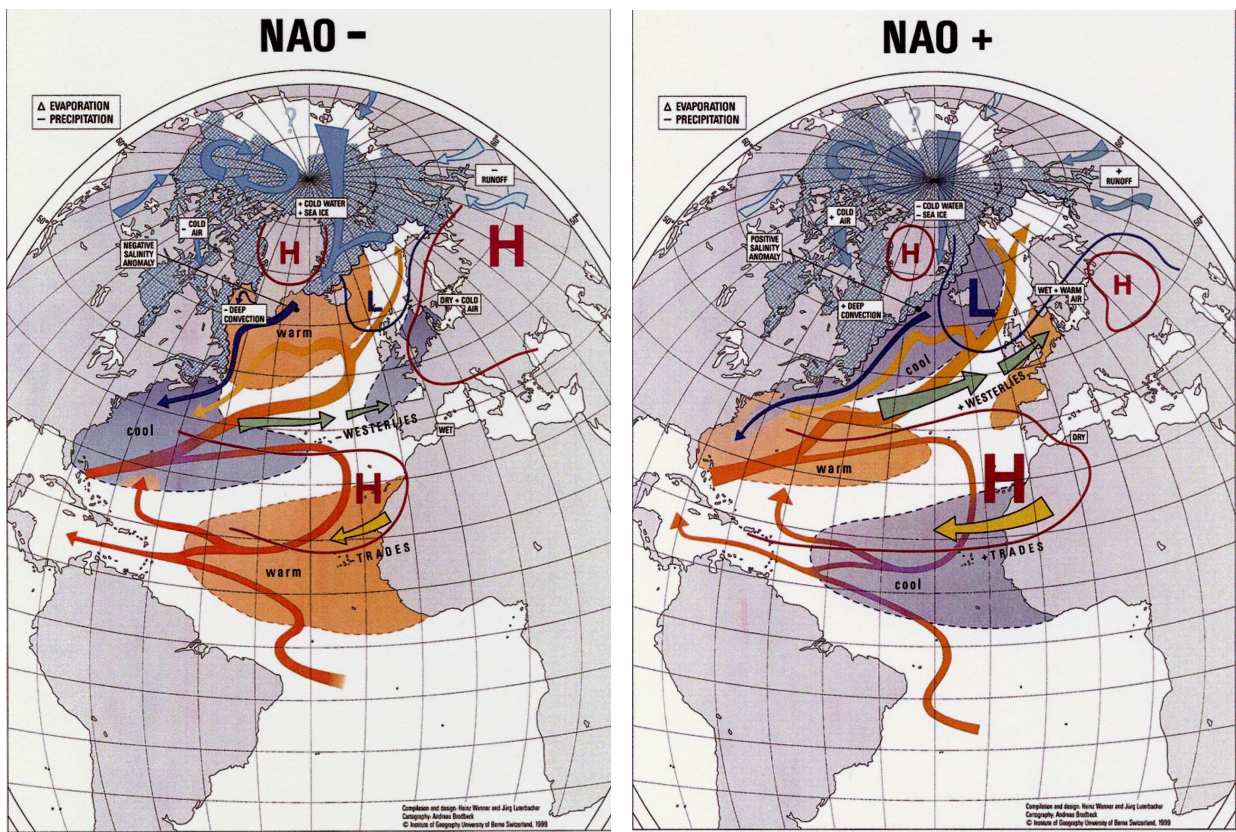 NAO –
△ EVAPORATION
– PRECIPITATION
?
–
RUNOFF
+ COLD WATER
+ SEA ICE
– COLD
AIR
NEGATIVE
SALINITY
ANOMALY
H
H
– DEEP
CONVECTION
L
DRY + COLD
AIR
warm
cool
– WESTERLIES
WET
H
– TRADES
warm
Compilation and design: Heinz Wanner and Jürg Luterbacher
Cartography: Andreas Brodbeck
© Institute of Geography University of Berne Switzerland, 1999
NAO +
△ EVAPORATION
– PRECIPITATION
?
+
RUNOFF
– COLD WATER
– SEA ICE
+ COLD
AIR
POSITIVE
SALINITY
ANOMALY
H
H
+ DEEP
CONVECTION
L
WET + WARM
AIR
cool
+ WESTERLIES
DRY
warm
H
+ TRADES
cool
Compilation and design: Heinz Wanner and Jürg Luterbacher
Cartography: Andreas Brodbeck
© Institute of Geography University of Berne Switzerland, 1999